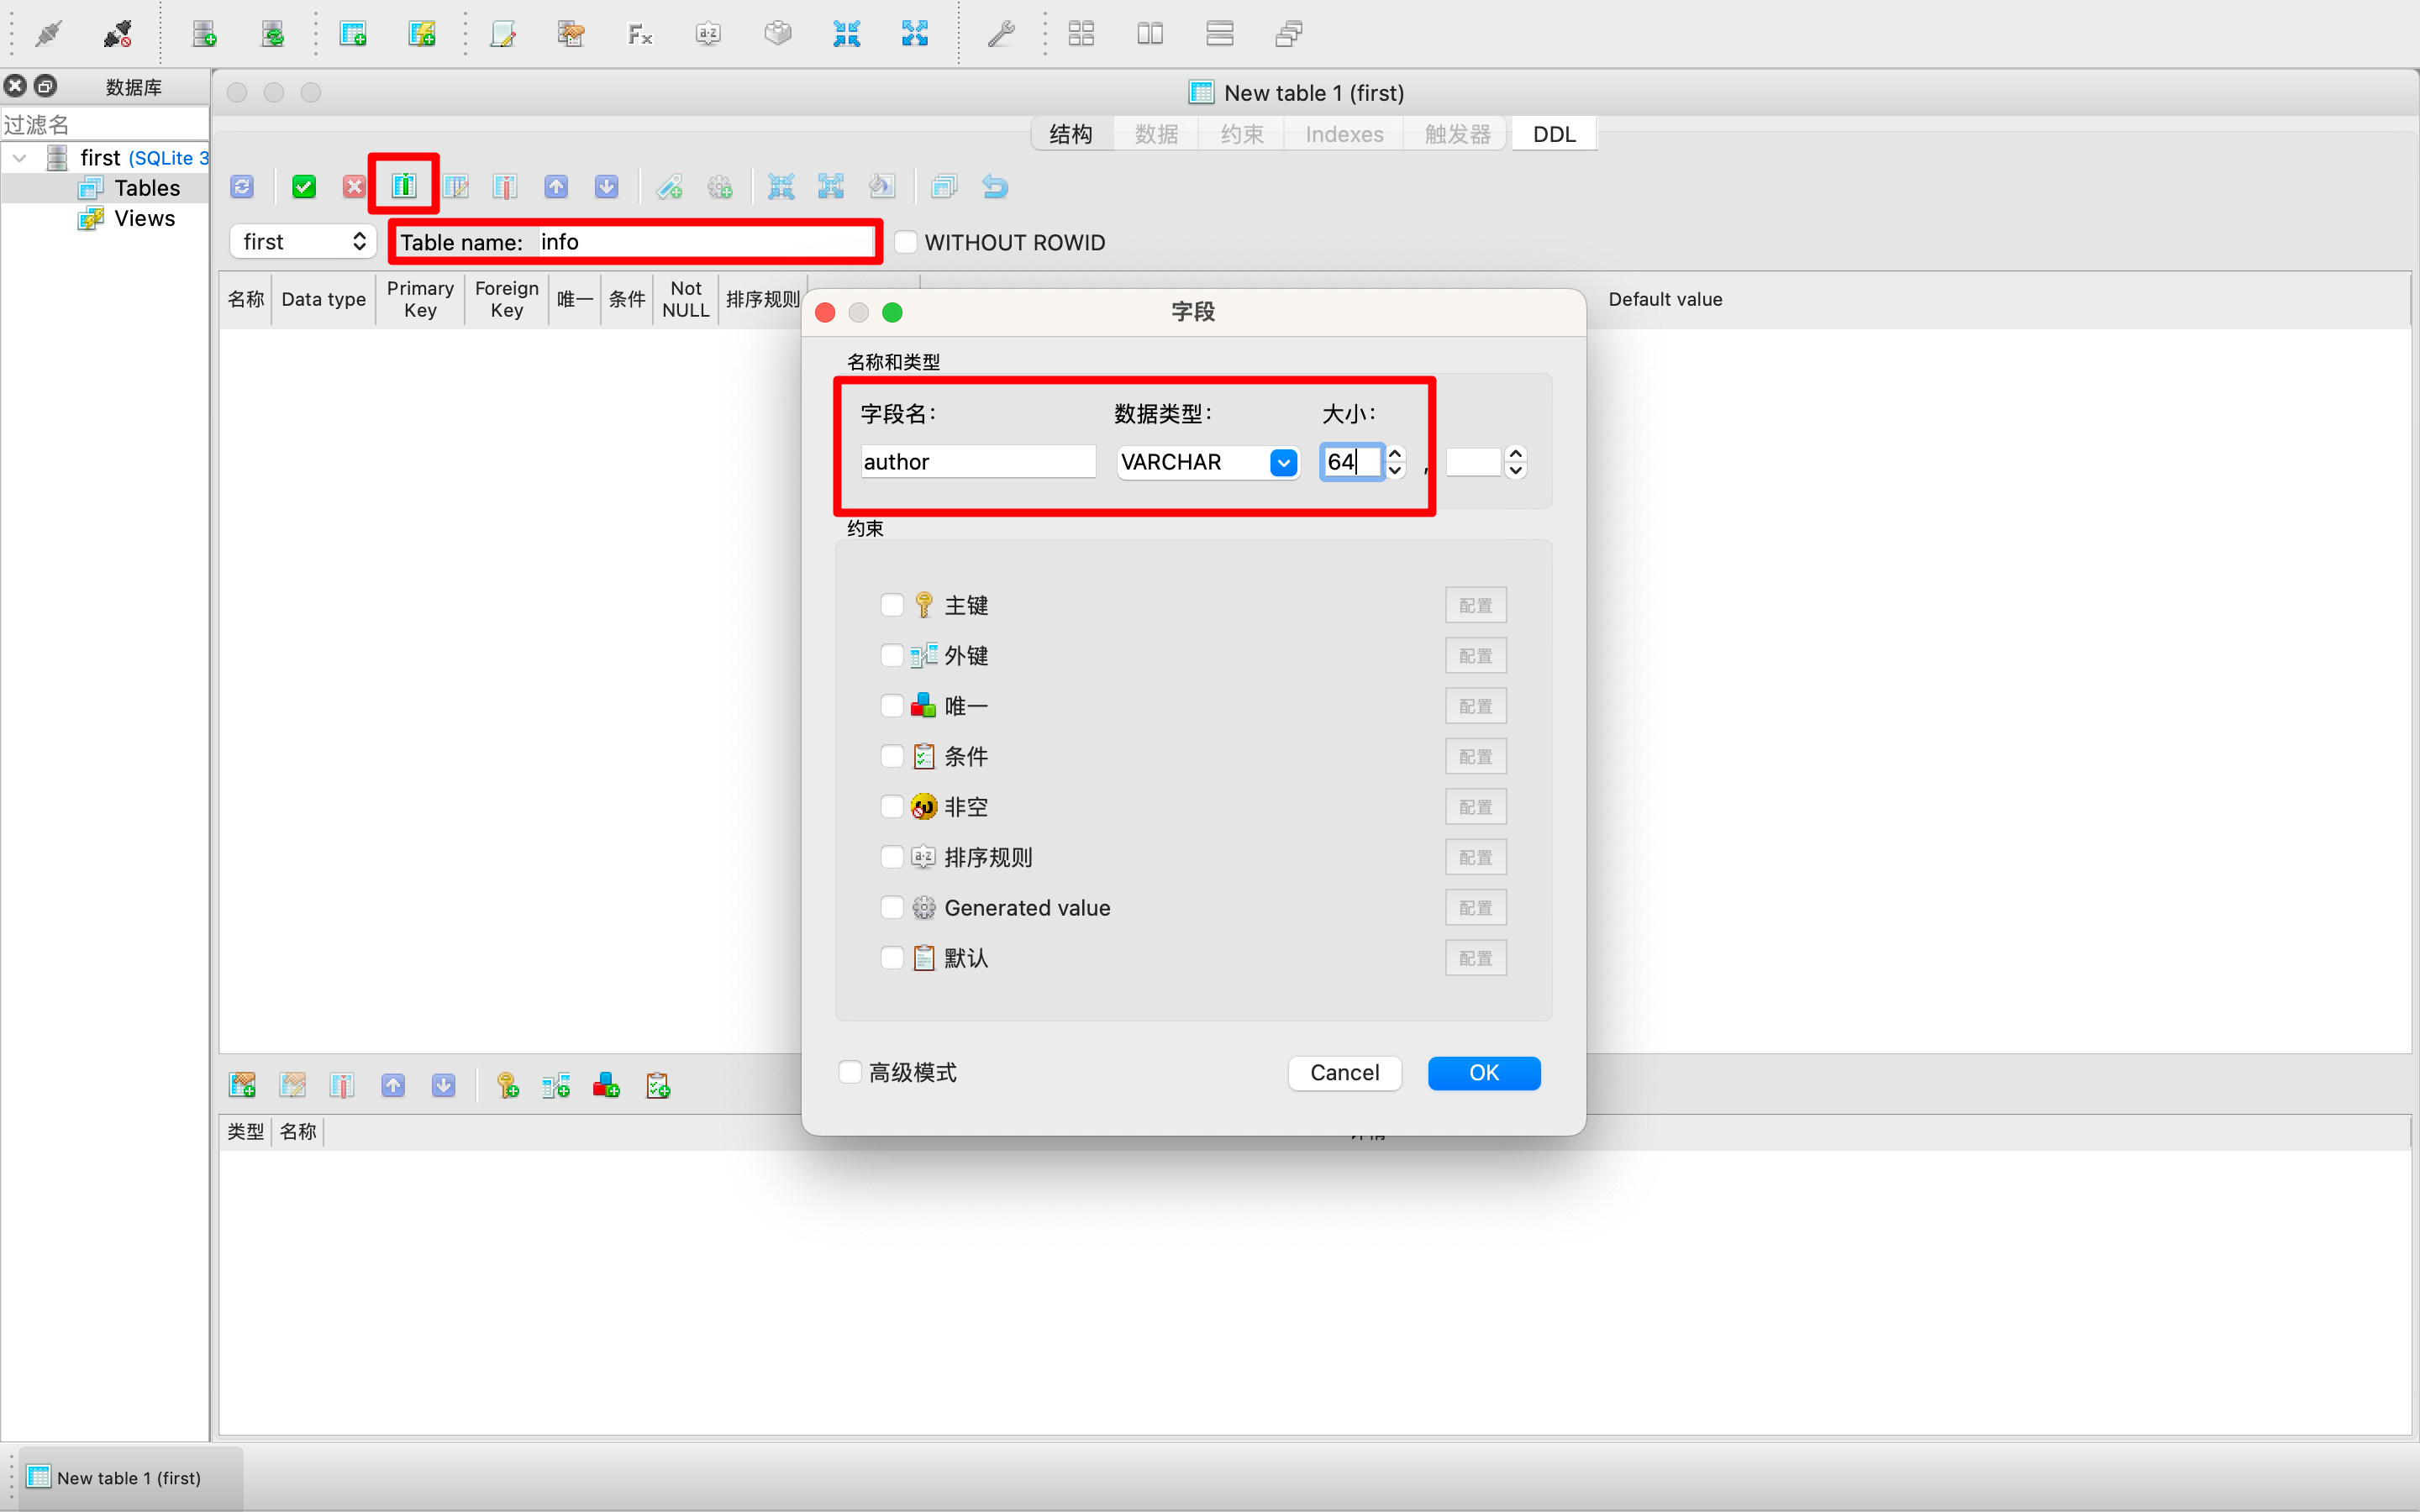 数据库
New table 1 (first)
过滤名
结构 数据 约束 Indexes 触发器 DDL
first (SQLite 3
Tables
Views
first Table name: info WITHOUT ROWID
名称 Data type Primary Key Foreign Key 唯一 条件 Not NULL 排序规则 Default value
字段
名称和类型
字段名: 数据类型: 大小:
author VARCHAR 64 ,
约束
主键 配置
外键 配置
唯一 配置
条件 配置
非空 配置
排序规则 配置
Generated value 配置
默认 配置
高级模式 Cancel OK
类型 名称
New table 1 (first)